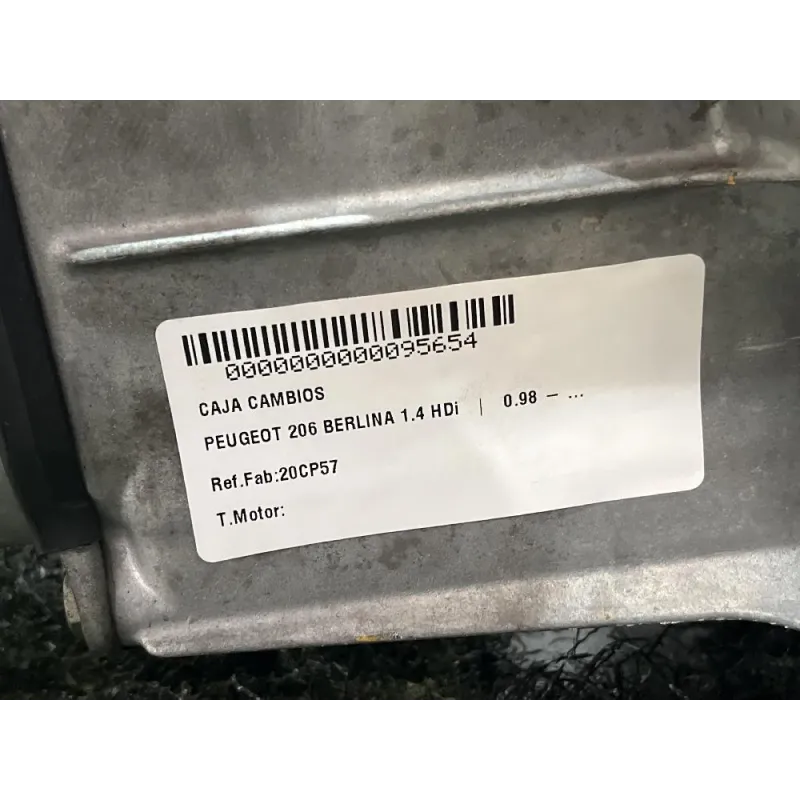 0000000000095654
CAJA CAMBIOS
PEUGEOT 206 BERLINA 1.4 HDi | 0.98 – ...
Ref.Fab:20CP57
T.Motor: